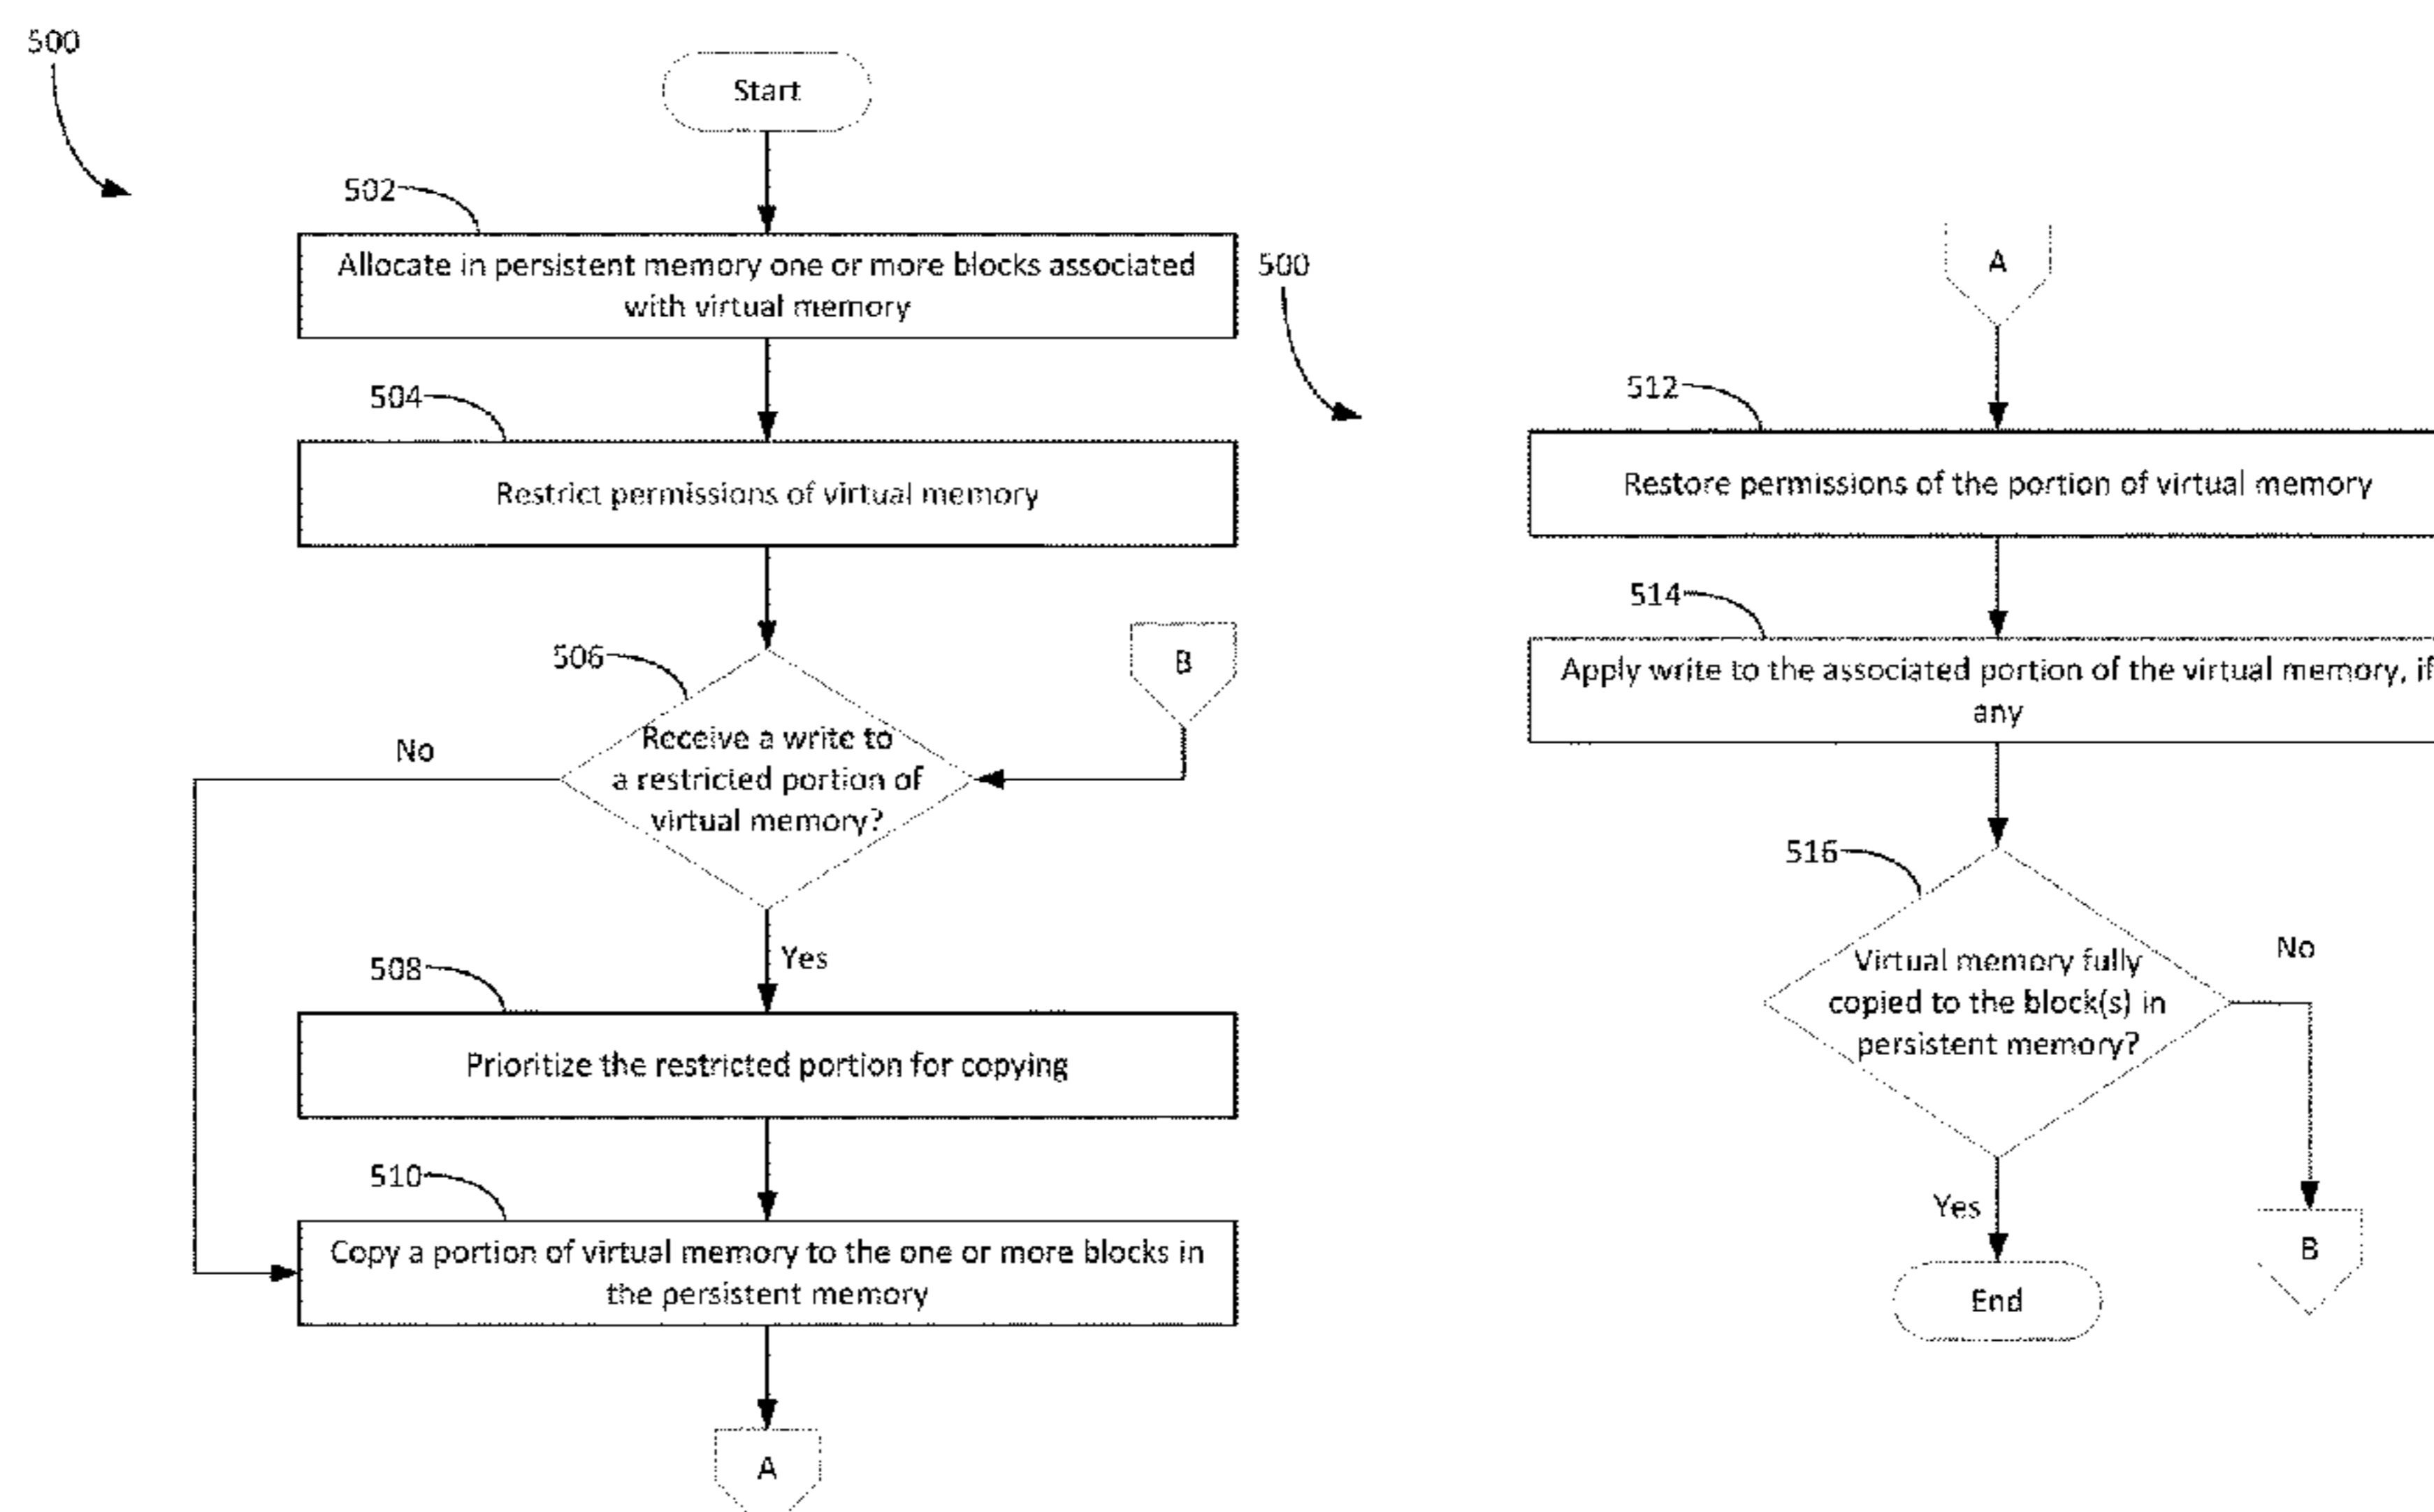 500
Start
502
Allocate in persistent memory one or more blocks associated
with virtual memory
504
Restrict permissions of virtual memory
506
B
Receive a write to
a restricted portion of
virtual memory?
No
Yes
508
Prioritize the restricted portion for copying
510
Copy a portion of virtual memory to the one or more blocks in
the persistent memory
A
500
A
512
Restore permissions of the portion of virtual memory
514
Apply write to the associated portion of the virtual memory, if
any
516
Virtual memory fully
copied to the block(s) in
persistent memory?
No
Yes
B
End